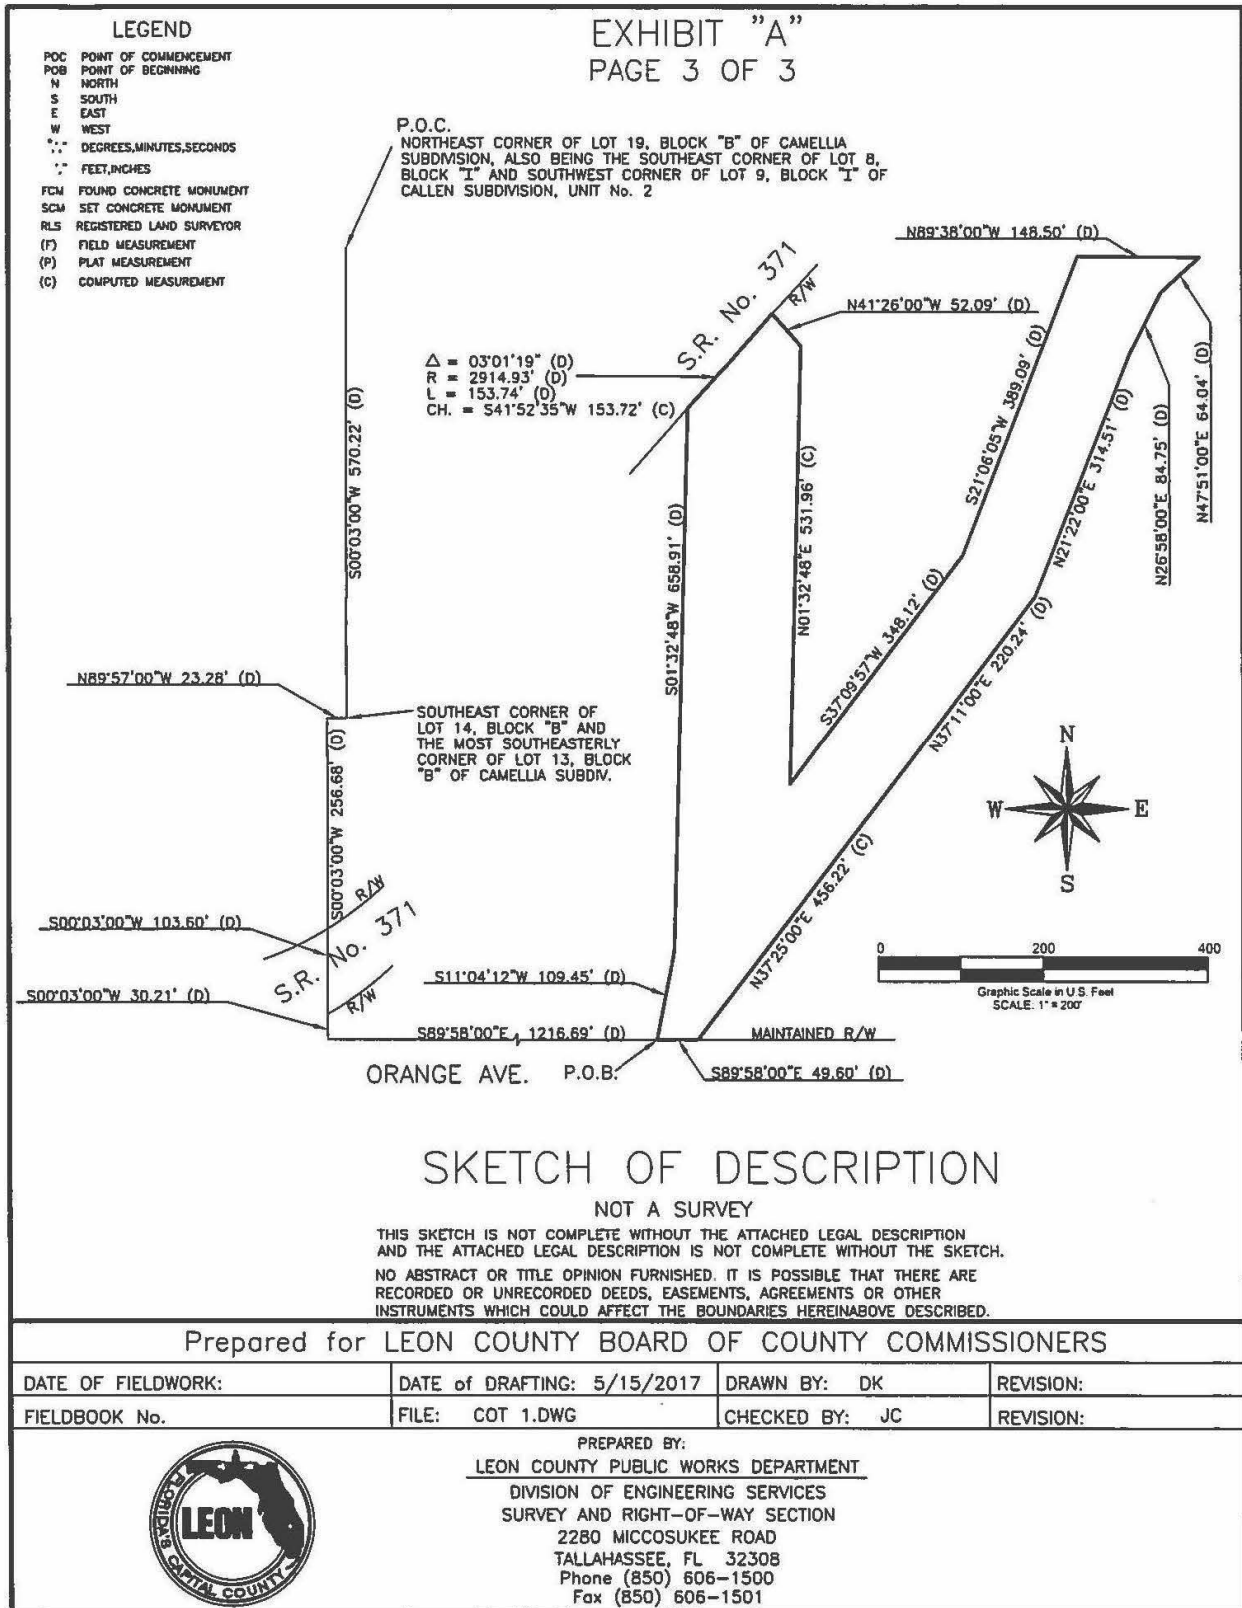 LEGEND
POC POINT OF COMMENCEMENT
POB POINT OF BEGINNING
N NORTH
S SOUTH
E EAST
W WEST
°'" DEGREES,MINUTES,SECONDS
'," FEET,INCHES
FCM FOUND CONCRETE MONUMENT
SCM SET CONCRETE MONUMENT
RLS REGISTERED LAND SURVEYOR
(F) FIELD MEASUREMENT
(P) PLAT MEASUREMENT
(C) COMPUTED MEASUREMENT
EXHIBIT "A"
PAGE 3 OF 3
P.O.C.
NORTHEAST CORNER OF LOT 19, BLOCK "B" OF CAMELLIA
SUBDIVISION, ALSO BEING THE SOUTHEAST CORNER OF LOT 8,
BLOCK "I" AND SOUTHWEST CORNER OF LOT 9, BLOCK "I" OF
CALLEN SUBDIVISION, UNIT No. 2
N89°38'00"W 148.50' (D)
S.R. No. 371
R/W
N41°26'00"W 52.09' (D)
Δ = 03°01'19" (D)
R = 2914.93' (D)
L = 153.74' (D)
CH. = S41°52'35"W 153.72' (C)
S00°03'00"W 570.22' (D)
S01°32'48"W 658.91' (D)
N01°32'48"E 531.96' (C)
S21°06'05"W 389.09' (D)
N21°22'00"E 314.51' (D)
N26°58'00"E 84.75' (D)
N47°51'00"E 64.04' (D)
S37°09'57"W 348.12' (D)
N37°11'00"E 220.24' (D)
N89°57'00"W 23.28' (D)
SOUTHEAST CORNER OF
LOT 14, BLOCK "B" AND
THE MOST SOUTHEASTERLY
CORNER OF LOT 13, BLOCK
"B" OF CAMELLIA SUBDIV.
S00°03'00"W 256.68' (D)
N
W
E
S
N37°25'00"E 456.22' (C)
R/W
S00°03'00"W 103.60' (D)
S.R. No. 371
R/W
S00°03'00"W 30.21' (D)
S11°04'12"W 109.45' (D)
0 200 400
Graphic Scale in U.S. Feet
SCALE: 1" = 200'
S89°58'00"E 1216.69' (D)
MAINTAINED R/W
ORANGE AVE. P.O.B.
S89°58'00"E 49.60' (D)
SKETCH OF DESCRIPTION
NOT A SURVEY
THIS SKETCH IS NOT COMPLETE WITHOUT THE ATTACHED LEGAL DESCRIPTION
AND THE ATTACHED LEGAL DESCRIPTION IS NOT COMPLETE WITHOUT THE SKETCH.
NO ABSTRACT OR TITLE OPINION FURNISHED. IT IS POSSIBLE THAT THERE ARE
RECORDED OR UNRECORDED DEEDS, EASEMENTS, AGREEMENTS OR OTHER
INSTRUMENTS WHICH COULD AFFECT THE BOUNDARIES HEREINABOVE DESCRIBED.
Prepared for LEON COUNTY BOARD OF COUNTY COMMISSIONERS
DATE OF FIELDWORK: DATE of DRAFTING: 5/15/2017 DRAWN BY: DK REVISION:
FIELDBOOK No. FILE: COT 1.DWG CHECKED BY: JC REVISION:
LEON
FLORIDA'S CAPITAL COUNTY
PREPARED BY:
LEON COUNTY PUBLIC WORKS DEPARTMENT
DIVISION OF ENGINEERING SERVICES
SURVEY AND RIGHT-OF-WAY SECTION
2280 MICCOSUKEE ROAD
TALLAHASSEE, FL 32308
Phone (850) 606-1500
Fax (850) 606-1501